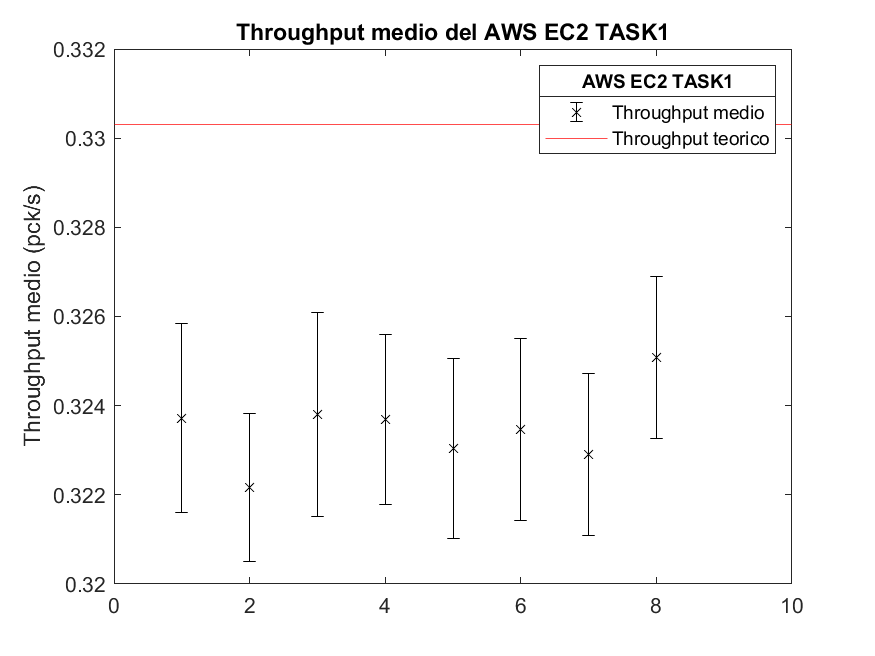 Throughput medio del AWS EC2 TASK1
AWS EC2 TASK1
Throughput medio
Throughput teorico
Throughput medio (pck/s)
0.332
0.33
0.328
0.326
0.324
0.322
0.32
0 2 4 6 8 10